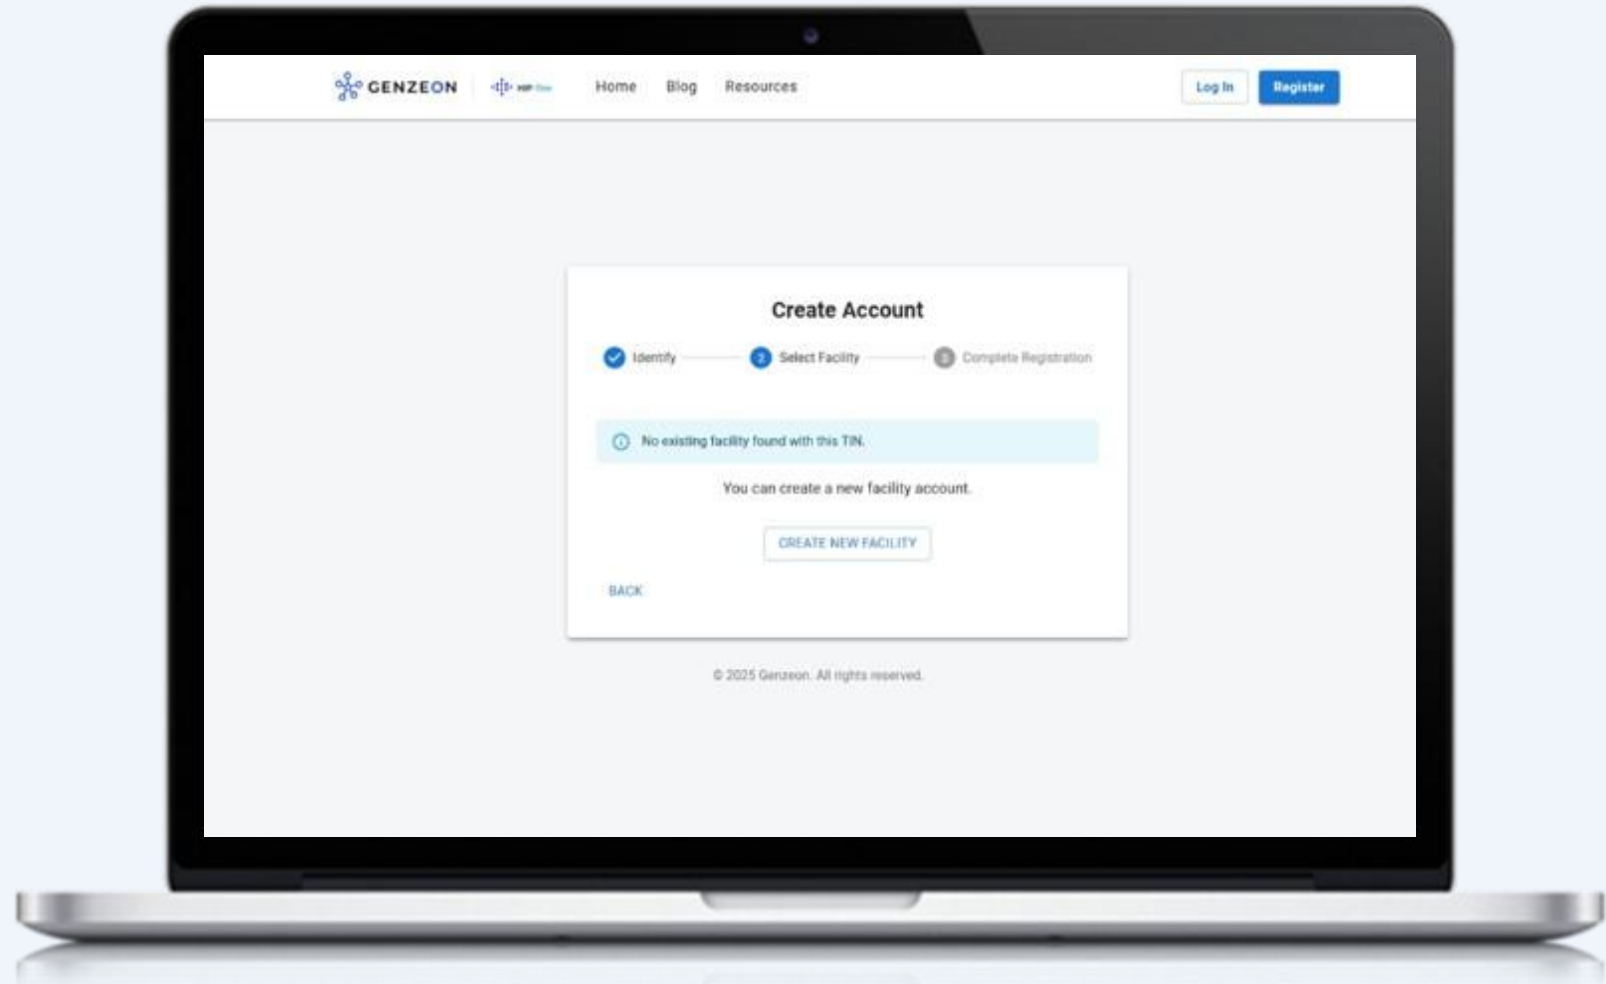 GENZEON
HIP One
Home
Blog
Resources
Log In
Register
Create Account
Identify
2
Select Facility
3
Complete Registration
No existing facility found with this TIN.
You can create a new facility account.
CREATE NEW FACILITY
BACK
© 2025 Genzeon. All rights reserved.